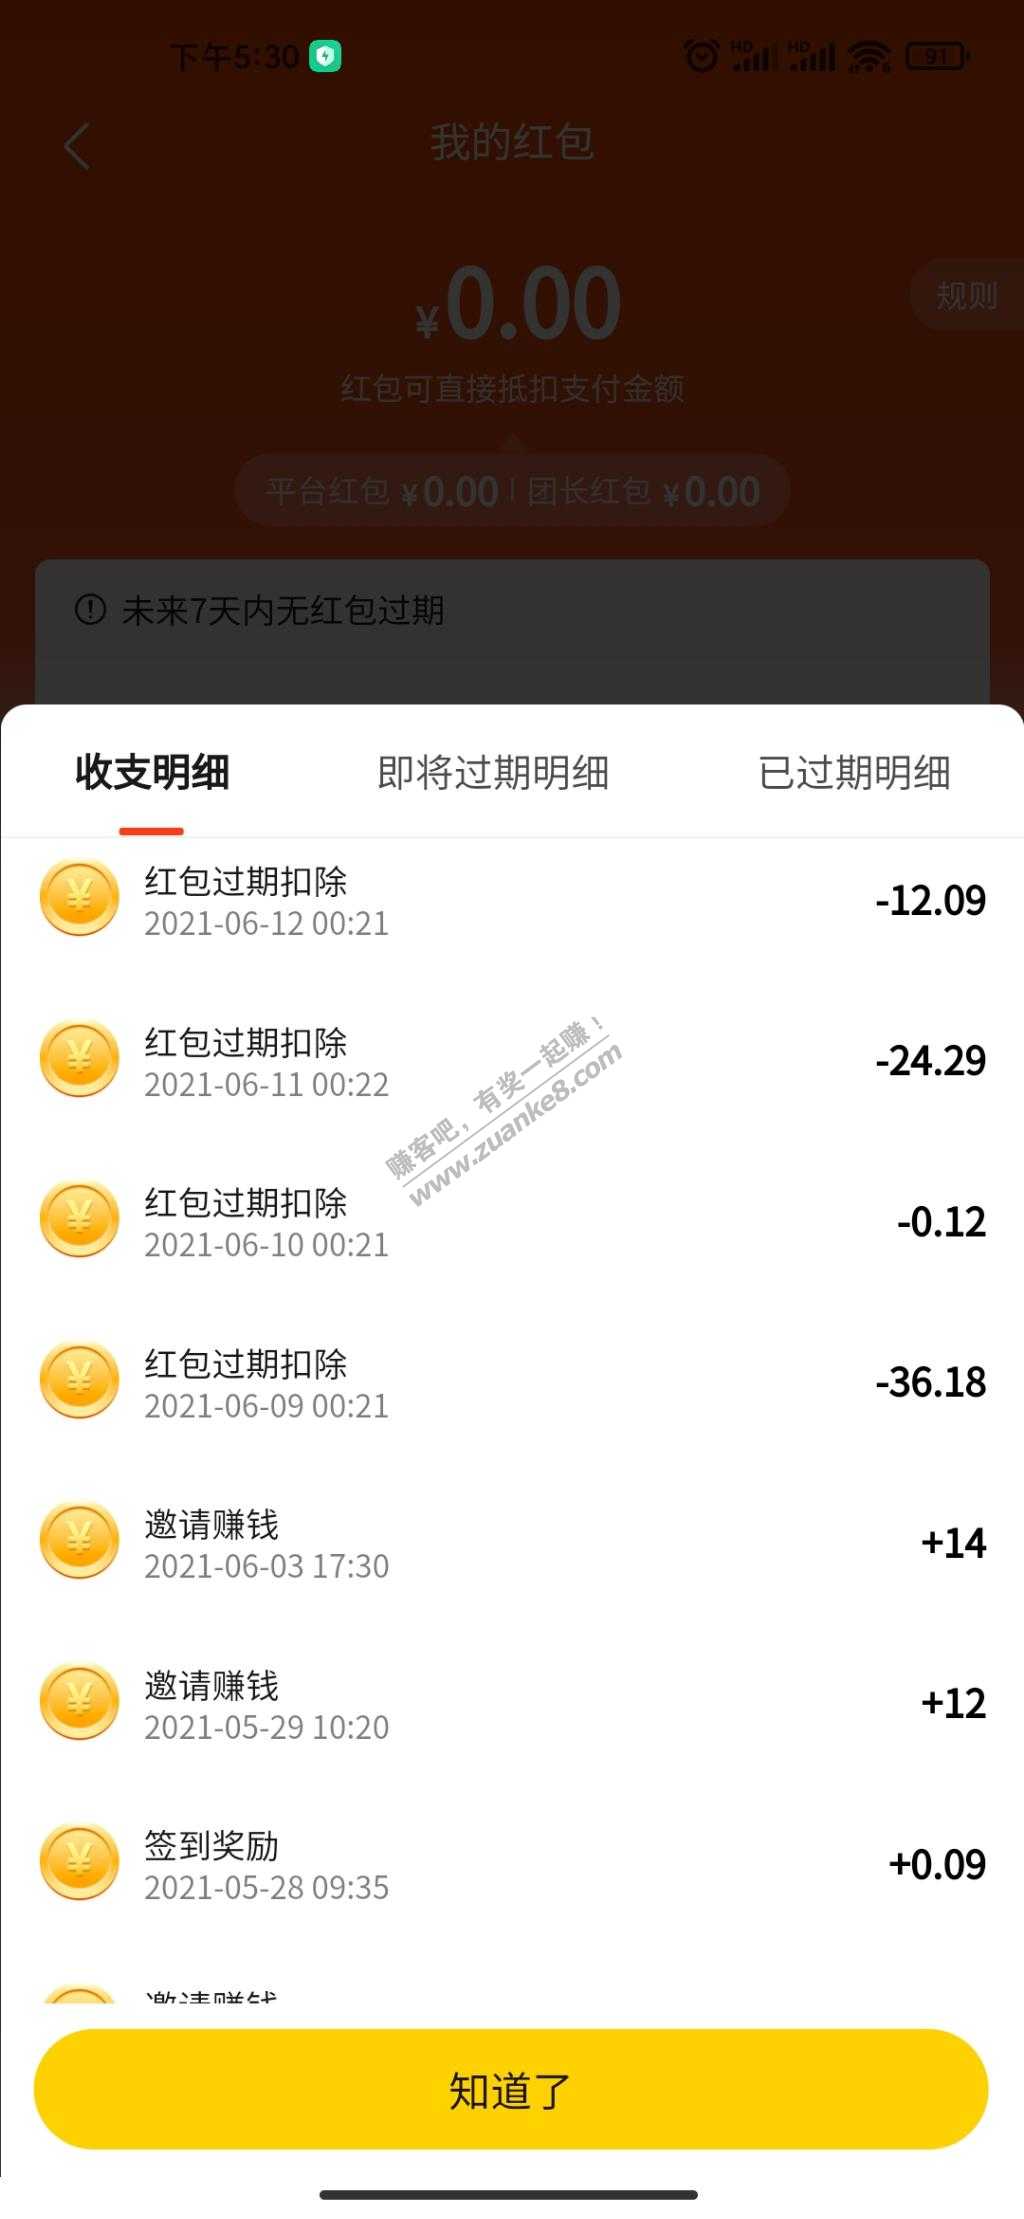 下午5:30
HD HD 91
我的红包
¥0.00
规则
红包可直接抵扣支付金额
平台红包 ¥0.00 | 团长红包 ¥0.00
未来7天内无红包过期
收支明细 即将过期明细 已过期明细
红包过期扣除
2021-06-12 00:21
-12.09
红包过期扣除
2021-06-11 00:22
-24.29
赚客吧，有奖一起赚！
www.zuanke8.com
红包过期扣除
2021-06-10 00:21
-0.12
红包过期扣除
2021-06-09 00:21
-36.18
邀请赚钱
2021-06-03 17:30
+14
邀请赚钱
2021-05-29 10:20
+12
签到奖励
2021-05-28 09:35
+0.09
邀请赚钱
知道了